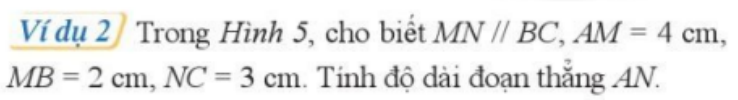 Ví dụ 2 Trong Hình 5, cho biết MN // BC, AM = 4 cm,
MB = 2 cm, NC = 3 cm. Tính độ dài đoạn thẳng AN.